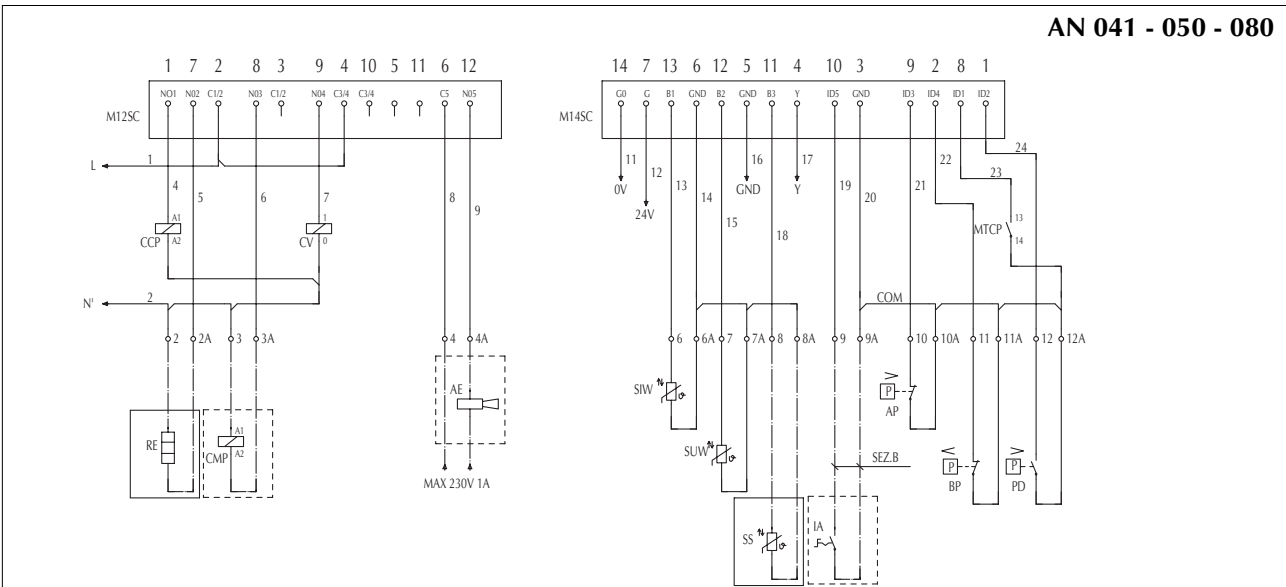 AN 041 - 050 - 080
1 7 2 8 3 9 4 10 5 11 6 12
NO1 N02 C1/2 N03 C1/2 N04 C3/4 C3/4 C5 N05
M12SC
14 7 13 6 12 5 11 4 10 3 9 2 8 1
G0 G B1 GND B2 GND B3 Y ID5 GND ID3 ID4 ID1 ID2
M14SC
L 1
4 5 6 7 8 9
CCP A1 A2
CV 1 0
N' 2
2 2A 3 3A 4 4A
RE
CMP A1 A2
AE
MAX 230V 1A
11 12 13 14 15 16 17 18 19 20 21 22 23 24
0V
24V
GND
Y
MTCP 13 14
COM
6 6A 7 7A 8 8A 9 9A 10 10A 11 11A 12 12A
SIW
SUW
SS
IA
SEZ.B
P > AP
P < BP
P > PD